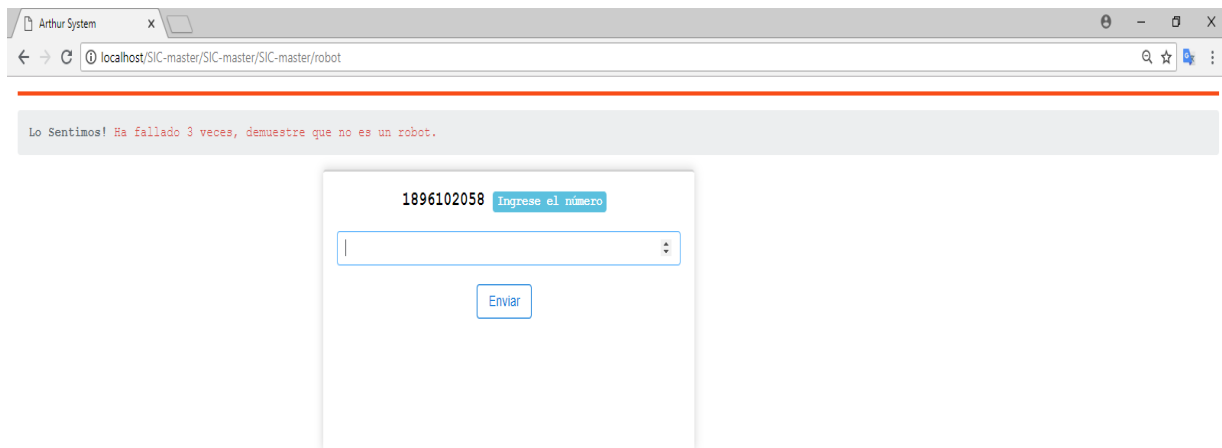 Arthur System
localhost/SIC-master/SIC-master/SIC-master/robot
Lo Sentimos! Ha fallado 3 veces, demuestre que no es un robot.
1896102058 Ingrese el número
Enviar